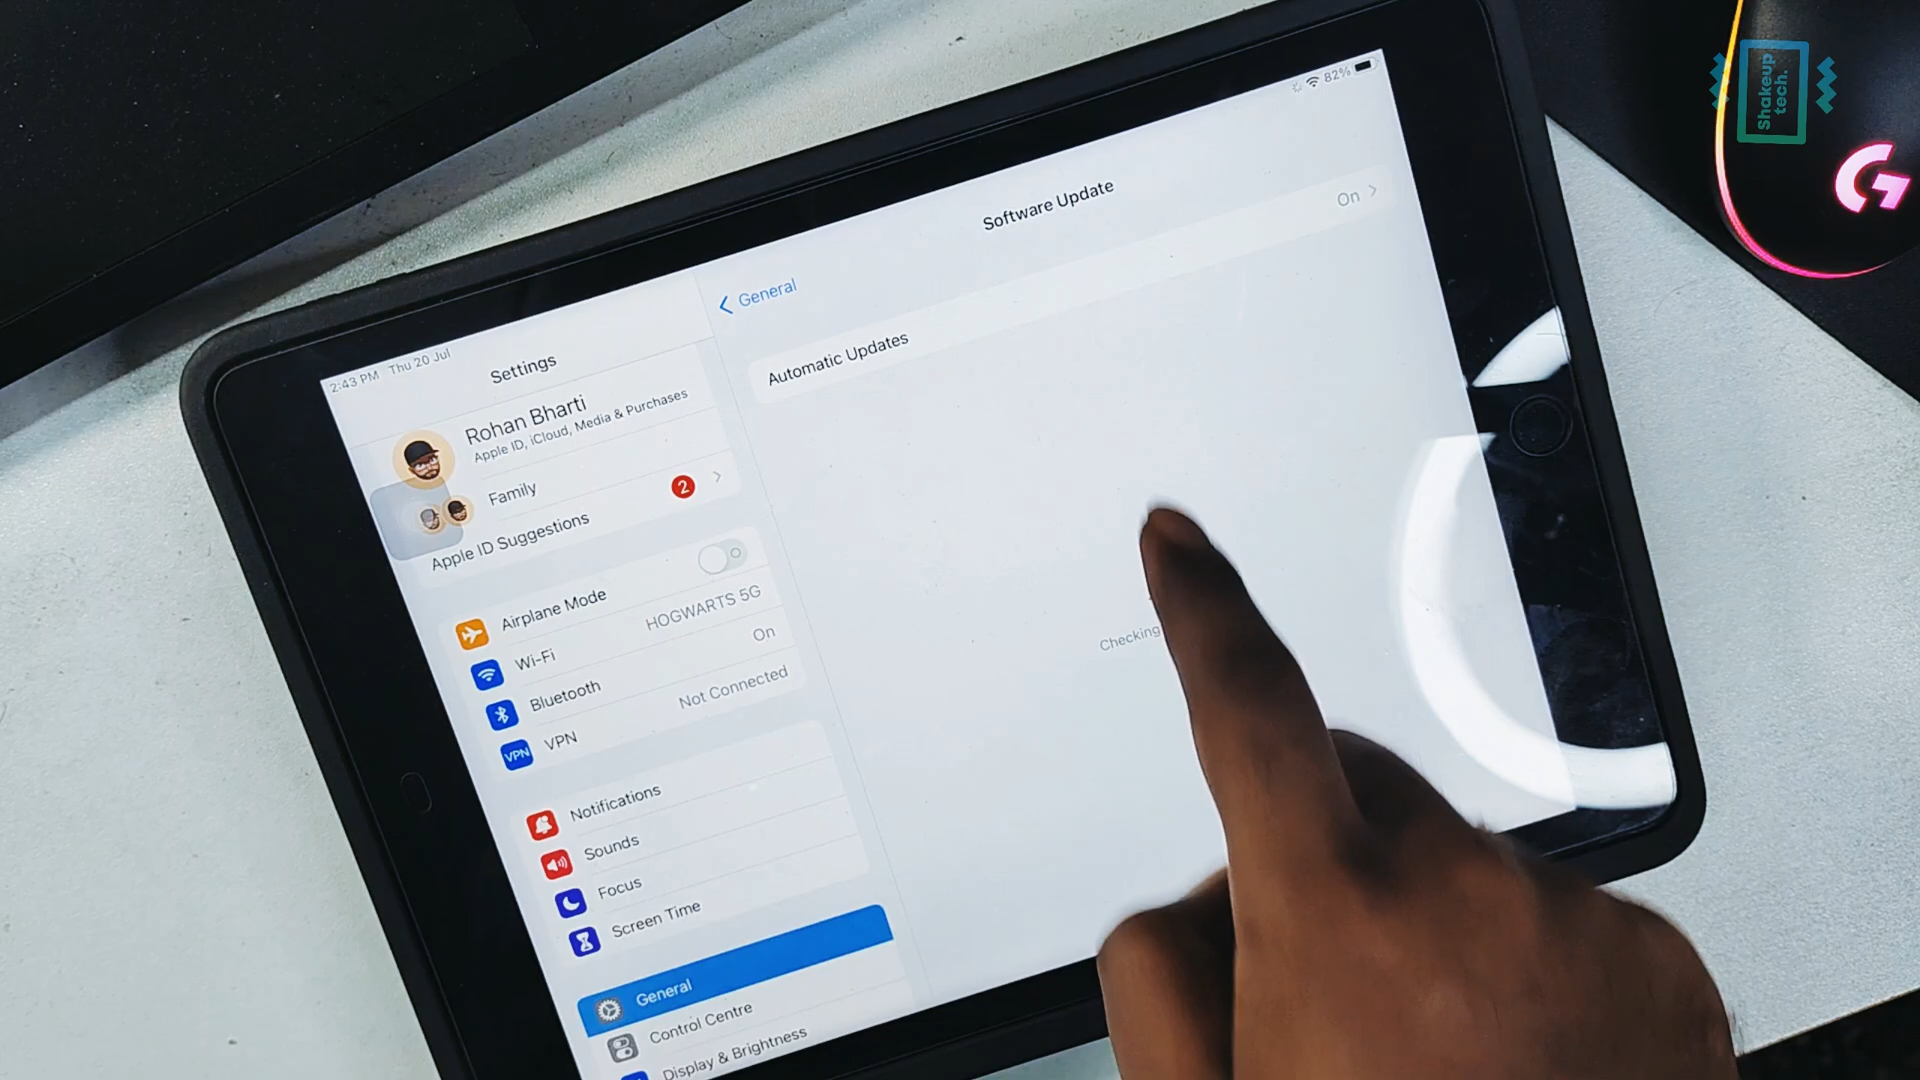 Shakeup
tech.
G
2:43 PM Thu 20 Jul
82%
Settings
Rohan Bharti
Apple ID, iCloud, Media & Purchases
Family
Apple ID Suggestions
2
Airplane Mode
Wi-Fi
HOGWARTS 5G
Bluetooth
On
VPN
VPN
Not Connected
Notifications
Sounds
Focus
Screen Time
General
Control Centre
Display & Brightness
General
Software Update
Automatic Updates
On
Checking